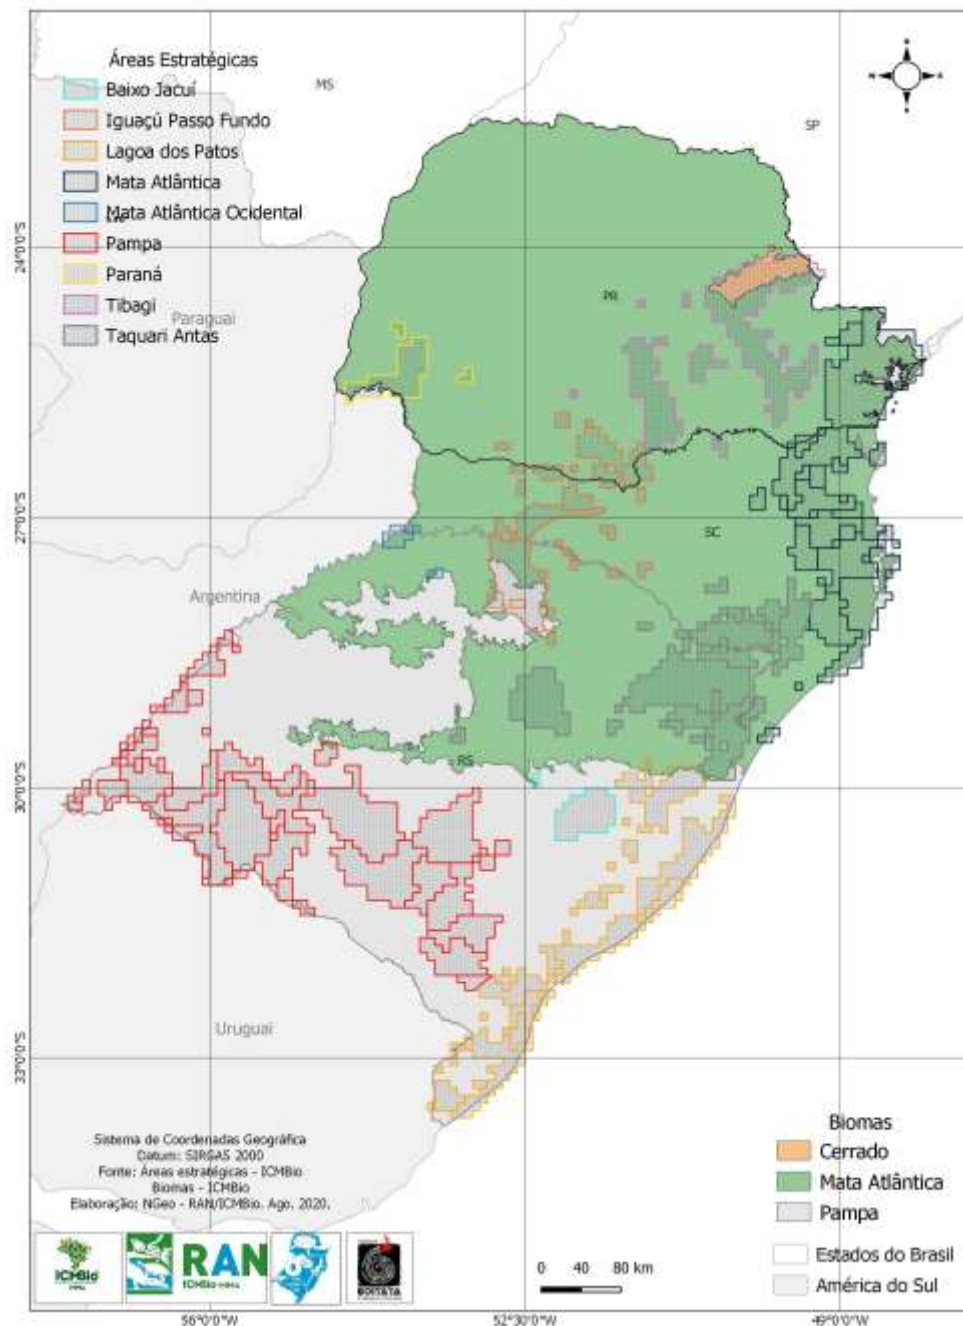 Áreas Estratégicas
Baixo Jacuí
Iguaçú Passo Fundo
Lagoa dos Patos
Mata Atlântica
Mata Atlântica Ocidental
Pampa
Paraná
Tibagi
Taquari Antas
MS
SP
PR
SC
RS
Paraguai
Argentina
Uruguai
24°0'0"S
27°0'0"S
30°0'0"S
33°0'0"S
56°0'0"W
52°30'0"W
49°0'0"W
Sistema de Coordenadas Geográfica
Datum: SIRGAS 2000
Fonte: Áreas estratégicas - ICMBio
Biomas - ICMBio
Elaboração: NGeo - RAN/ICMBio. Ago. 2020.
ICMBio
MMA
RAN
ICMBio-MMA
0 40 80 km
Biomas
Cerrado
Mata Atlântica
Pampa
Estados do Brasil
América do Sul